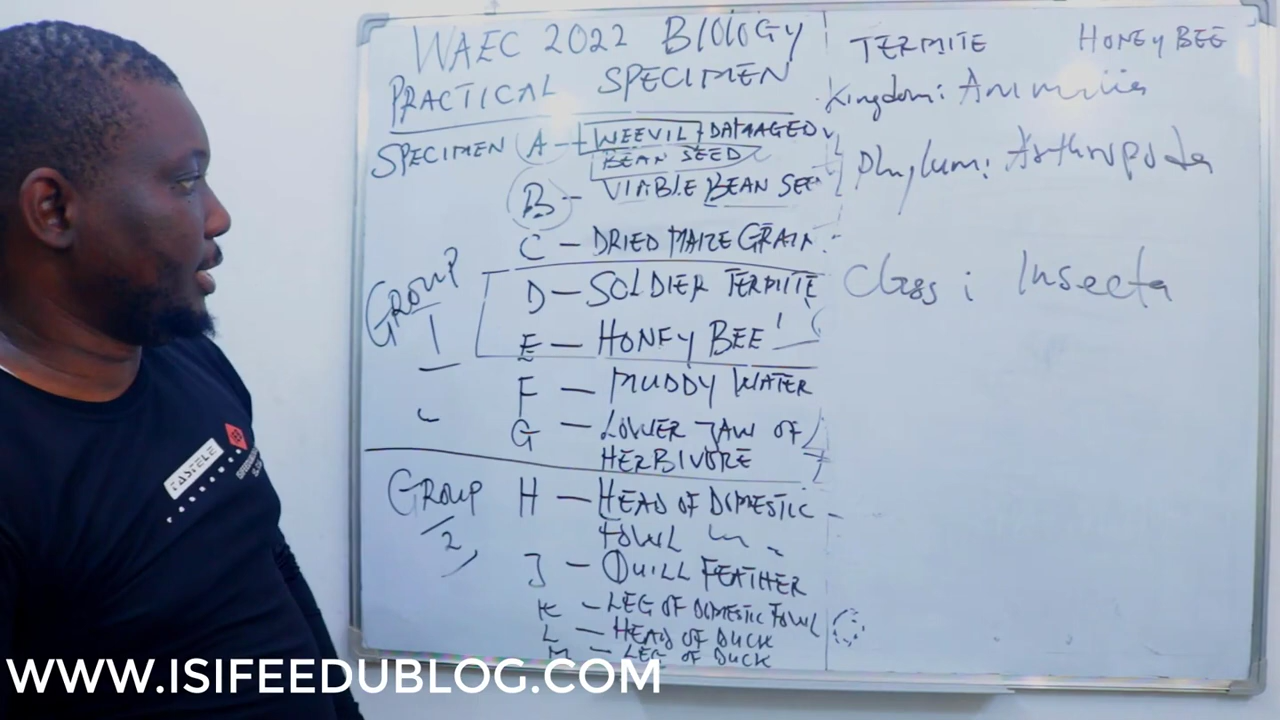 WAEC 2022 BIOLOGY
PRACTICAL SPECIMEN
SPECIMEN A - WEEVIL DAMAGED
BEAN SEED
B - VIABLE BEAN SEE
C - DRIED MAIZE GRAIN
GROUP
1
D - SOLDIER TERMITE
E - HONEY BEE
F - MUDDY WATER
G - LOWER JAW OF
HERBIVORE
GROUP
2
H - HEAD OF DOMESTIC
FOWL
J - QUILL FEATHER
K - LEG OF DOMESTIC FOWL
L - HEAD OF DUCK
M - LEG OF DUCK
TERMITE HONEY BEE
Kingdom: Animilia
Phylum: Arthropoda
Class: Insecta
TASTELE
WWW.ISIFEEDUBLOG.COM